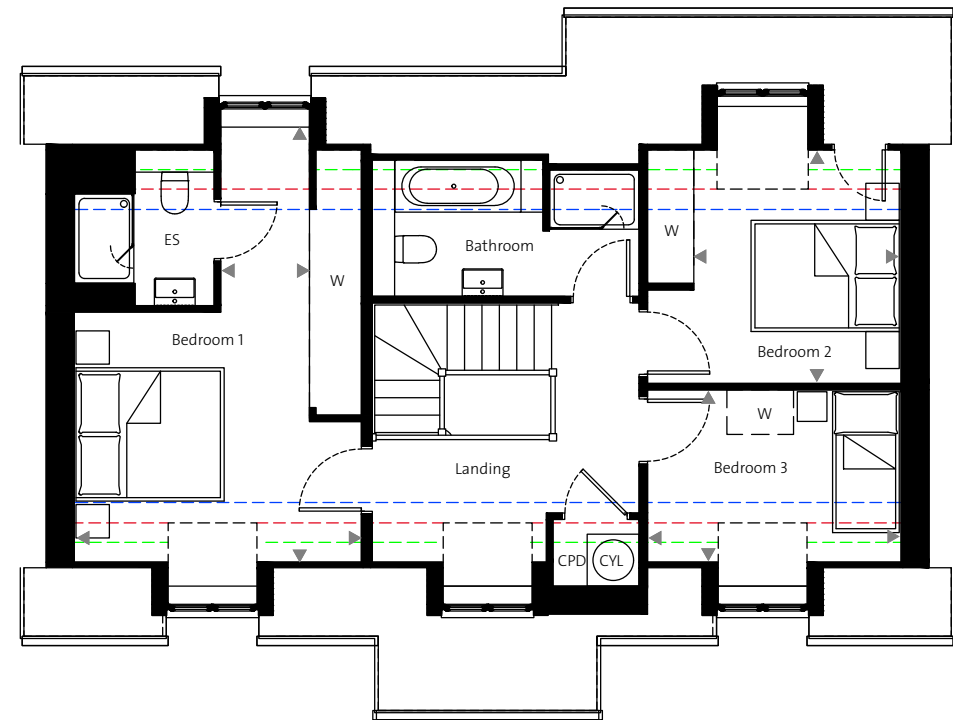 ES
Bathroom
W
W
Bedroom 1
Bedroom 2
W
Landing
Bedroom 3
CPD
CYL